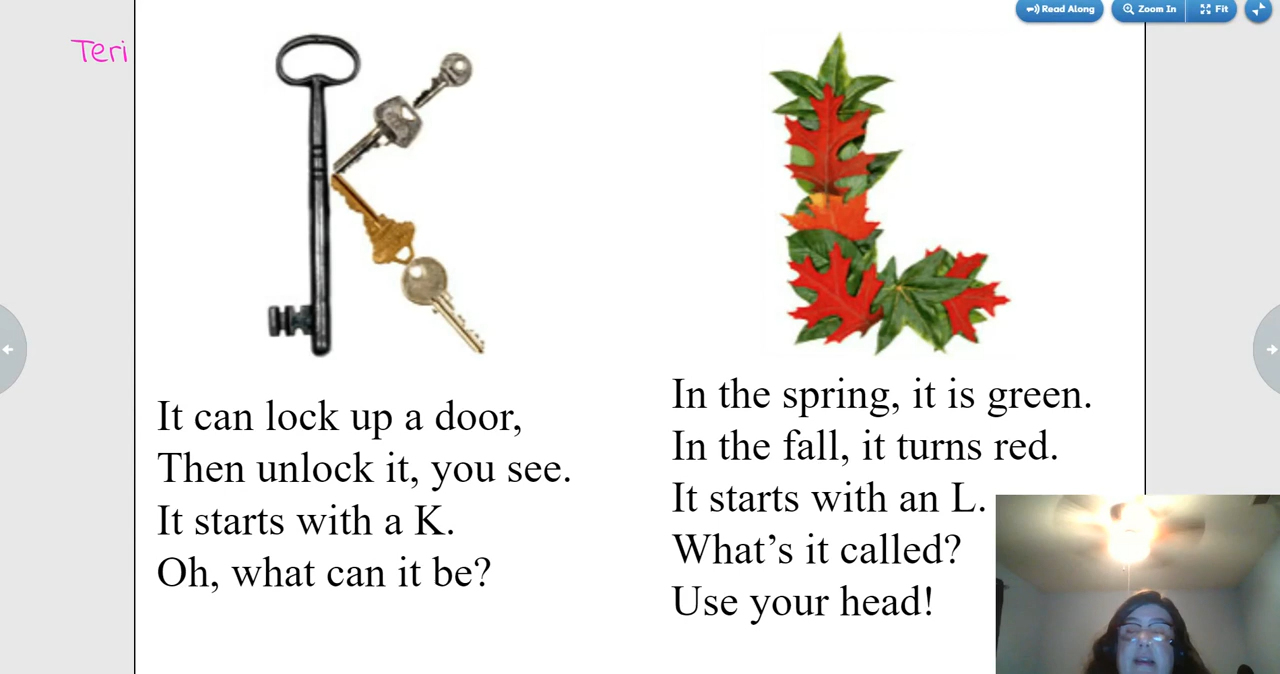 Read Along
Zoom In
Fit
Teri
It can lock up a door,
Then unlock it, you see.
It starts with a K.
Oh, what can it be?
In the spring, it is green.
In the fall, it turns red.
It starts with an L.
What’s it called?
Use your head!